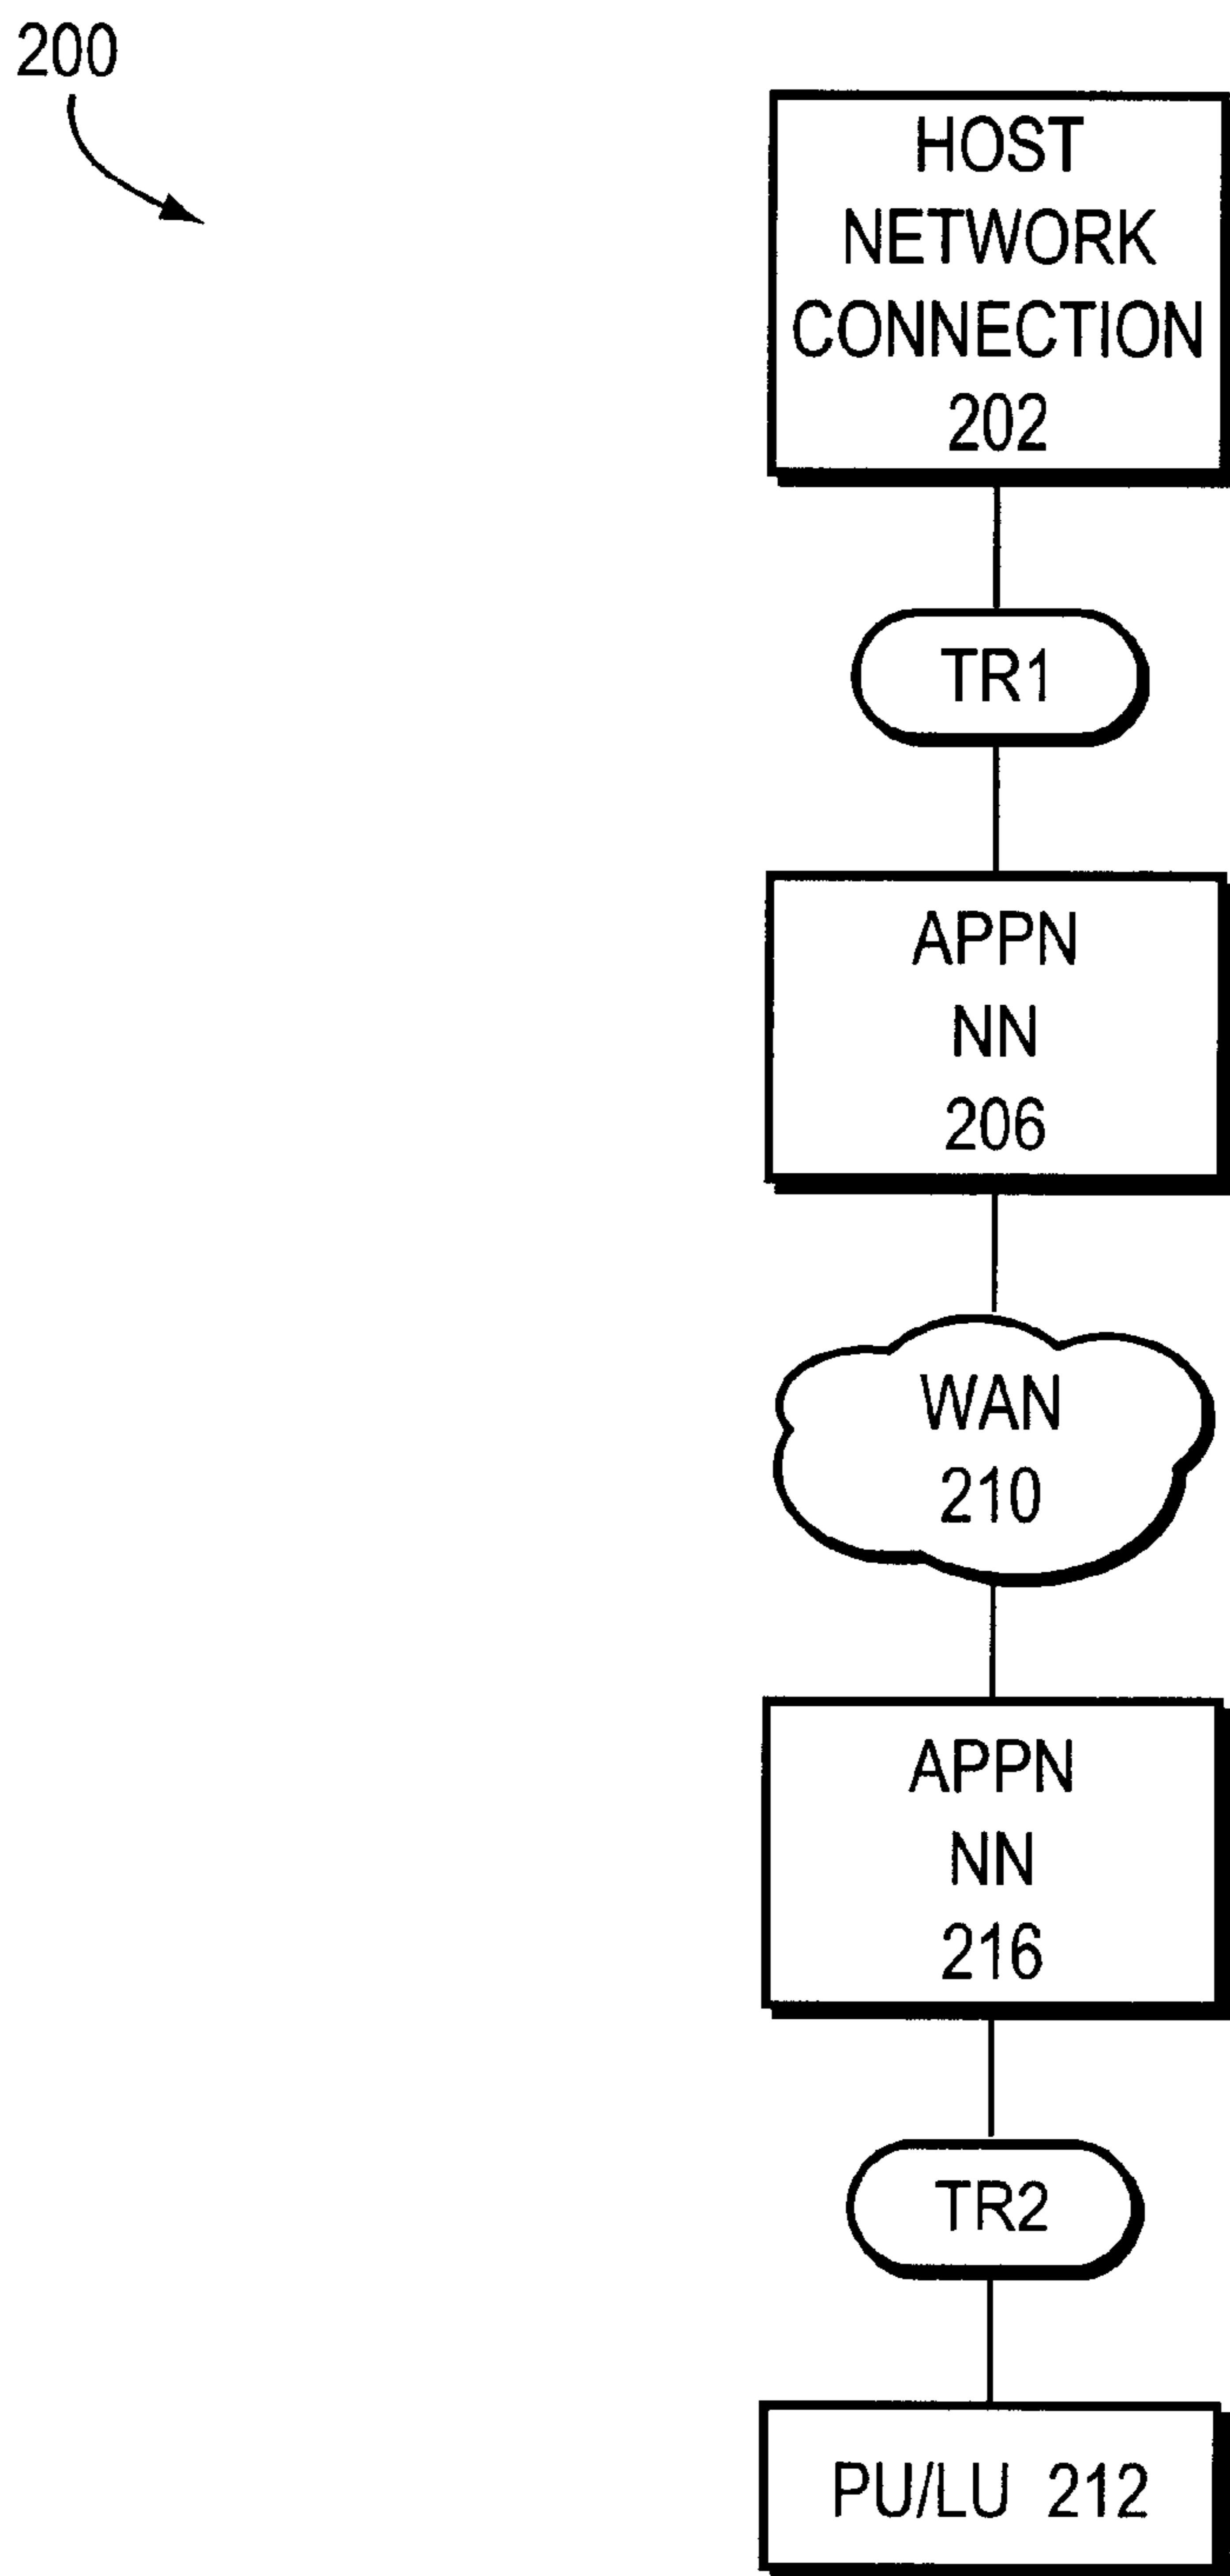 200
HOST
NETWORK
CONNECTION
202
TR1
APPN
NN
206
WAN
210
APPN
NN
216
TR2
PU/LU 212